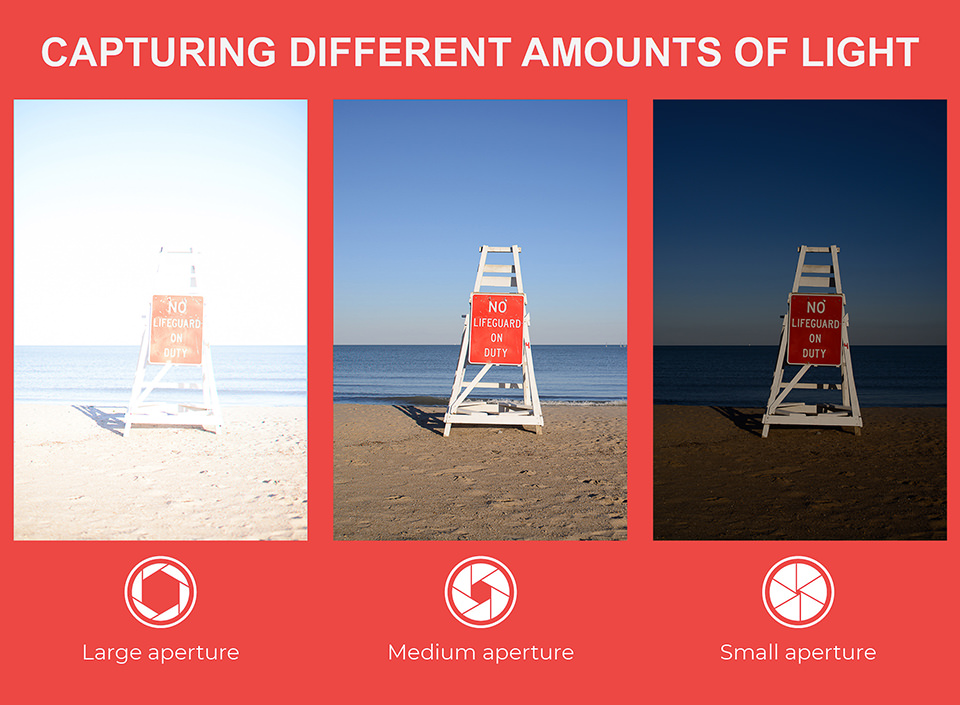 CAPTURING DIFFERENT AMOUNTS OF LIGHT
NO
LIFEGUARD
ON
DUTY
NO
LIFEGUARD
ON
DUTY
NO
LIFEGUARD
ON
DUTY
Large aperture
Medium aperture
Small aperture